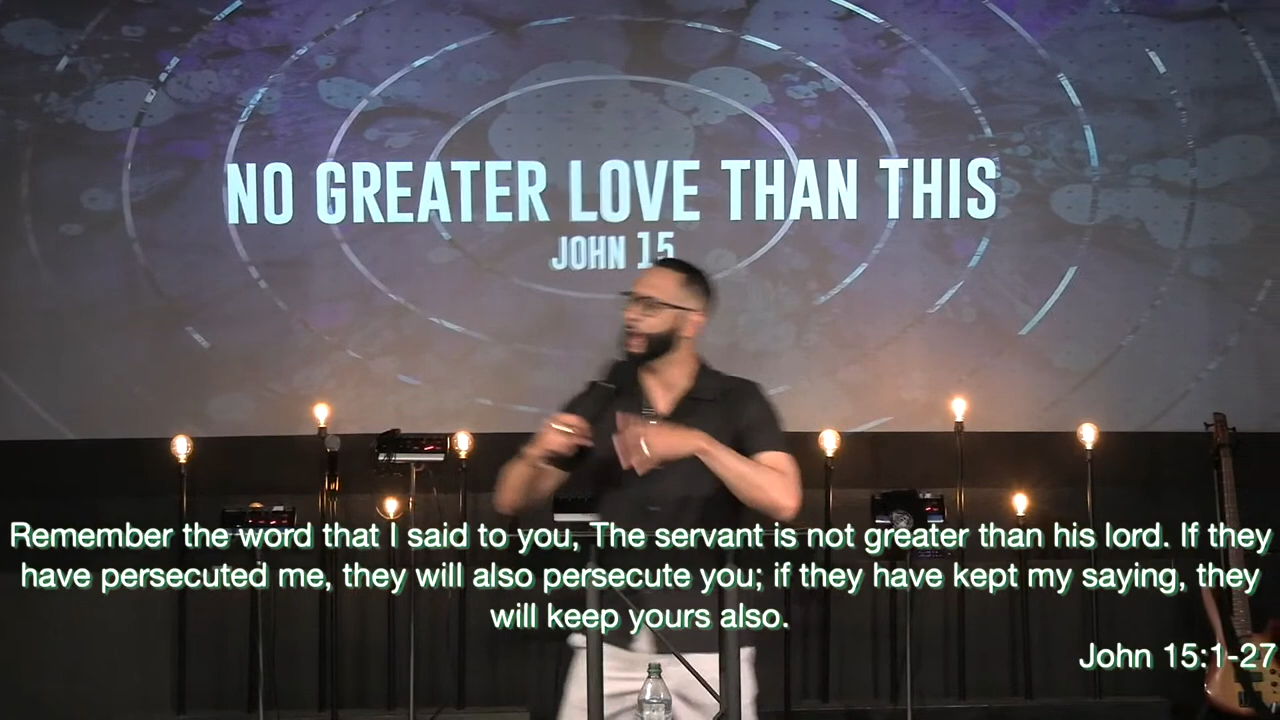 NO GREATER LOVE THAN THIS
JOHN 15
Remember the word that I said to you, The servant is not greater than his lord. If they
have persecuted me, they will also persecute you; if they have kept my saying, they
will keep yours also.
John 15:1-27